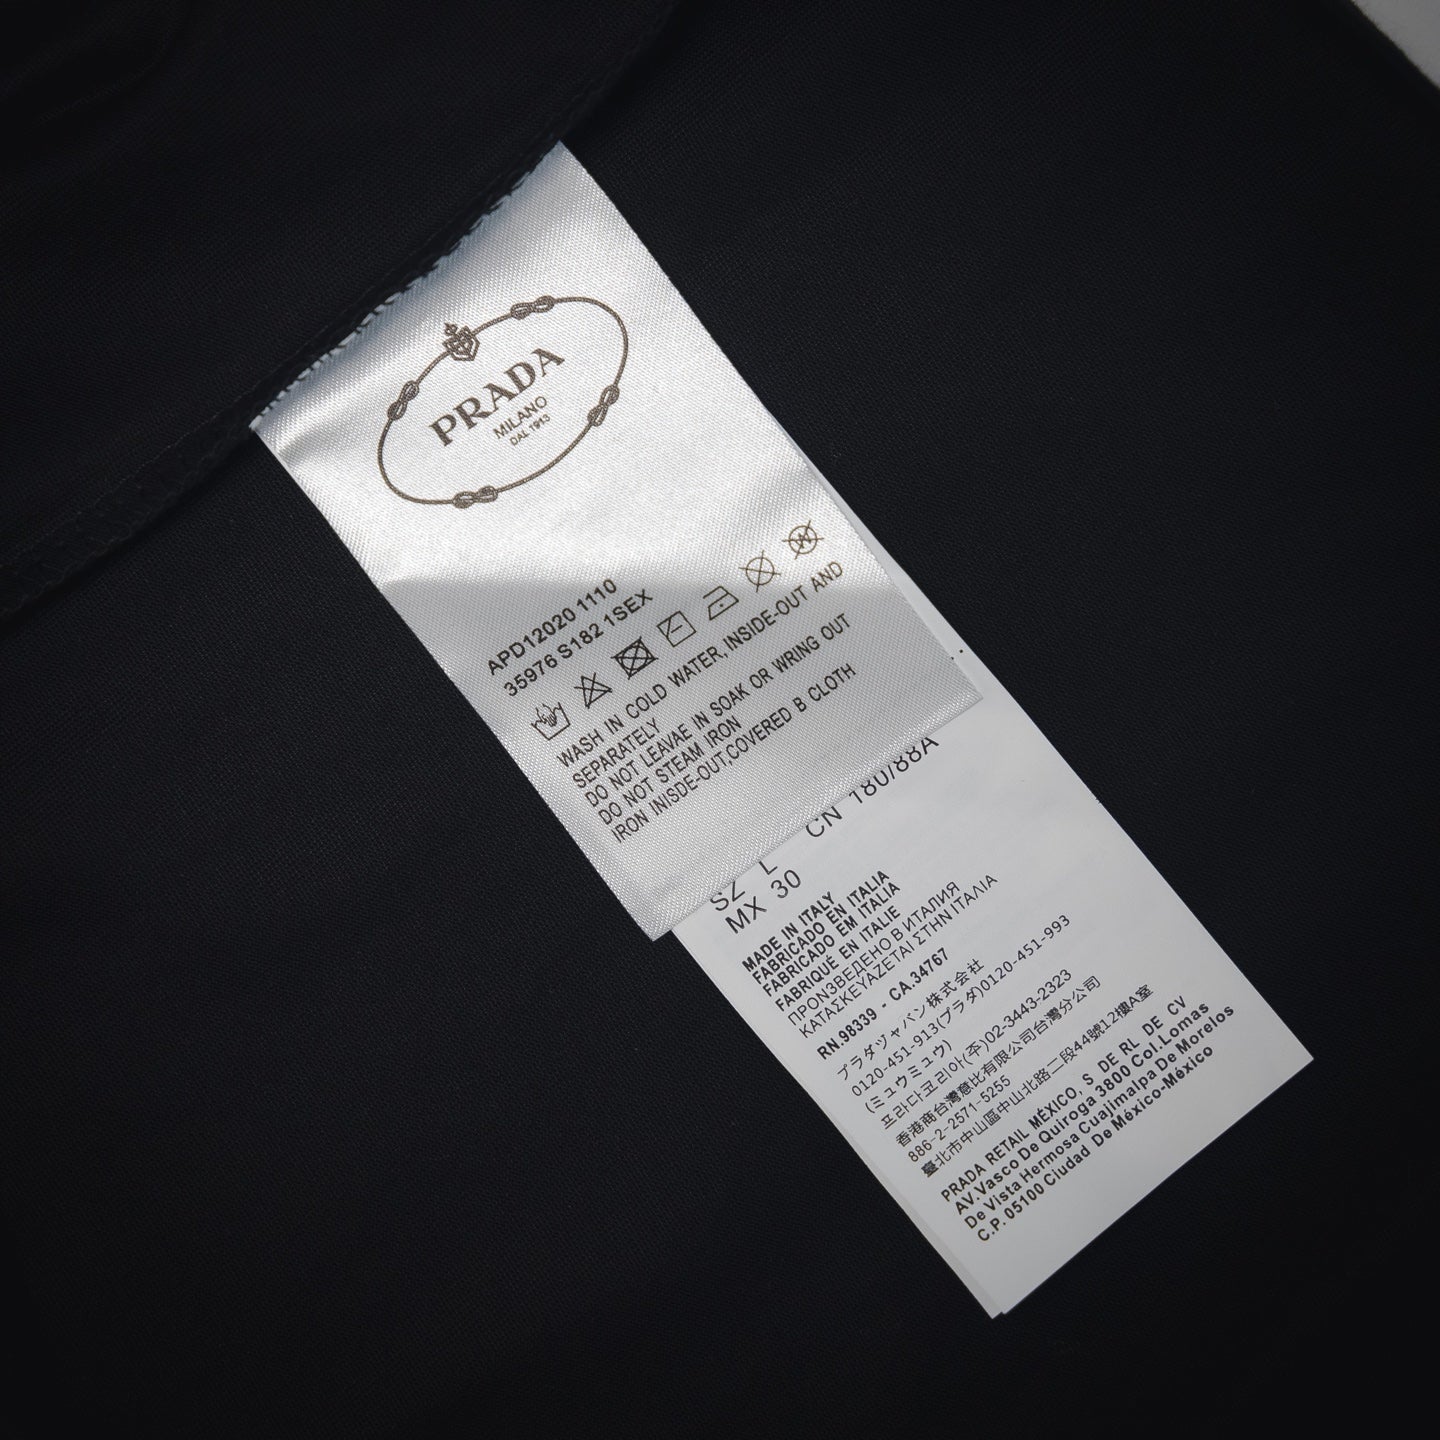 PRADA
MILANO
DAL 1913
APD12020 1110
35976 S182 1SEX
WASH IN COLD WATER, INSIDE-OUT AND
SEPARATELY
DO NOT LEAVAE IN SOAK OR WRING OUT
DO NOT STEAM IRON
IRON INISDE-OUT,COVERED B CLOTH
SZ L CN 180/88A
MX 30
MADE IN ITALY
FABRICADO EN ITALIA
FABRICADO EM ITALIA
FABRIQUÉ EN ITALIE
ПРОНЗВЕДЕНО В ИТАЛИЯ
ΚΑΤΑΣΚΕΥΑΖΕΤΑΙ ΣΤΗΝ ΙΤΑΛΙΑ
RN.98339 - CA.34767
プラダヅャパン株式会社
0120-451-913(プラダ)0120-451-993
(ミュウミュウ)
프라다코리아(주)02-3443-2323
香港商台灣意比有限公司台灣分公司
886-2-2571-5255
臺北市中山區中山北路二段44號12樓A室
PRADA RETAIL MÉXICO, S DE RL DE CV
AV.Vasco De Quiroga 3800 Col.Lomas
De Vista Hermosa Cuajimalpa De Morelos
C.P. 05100 Ciudad De México-México